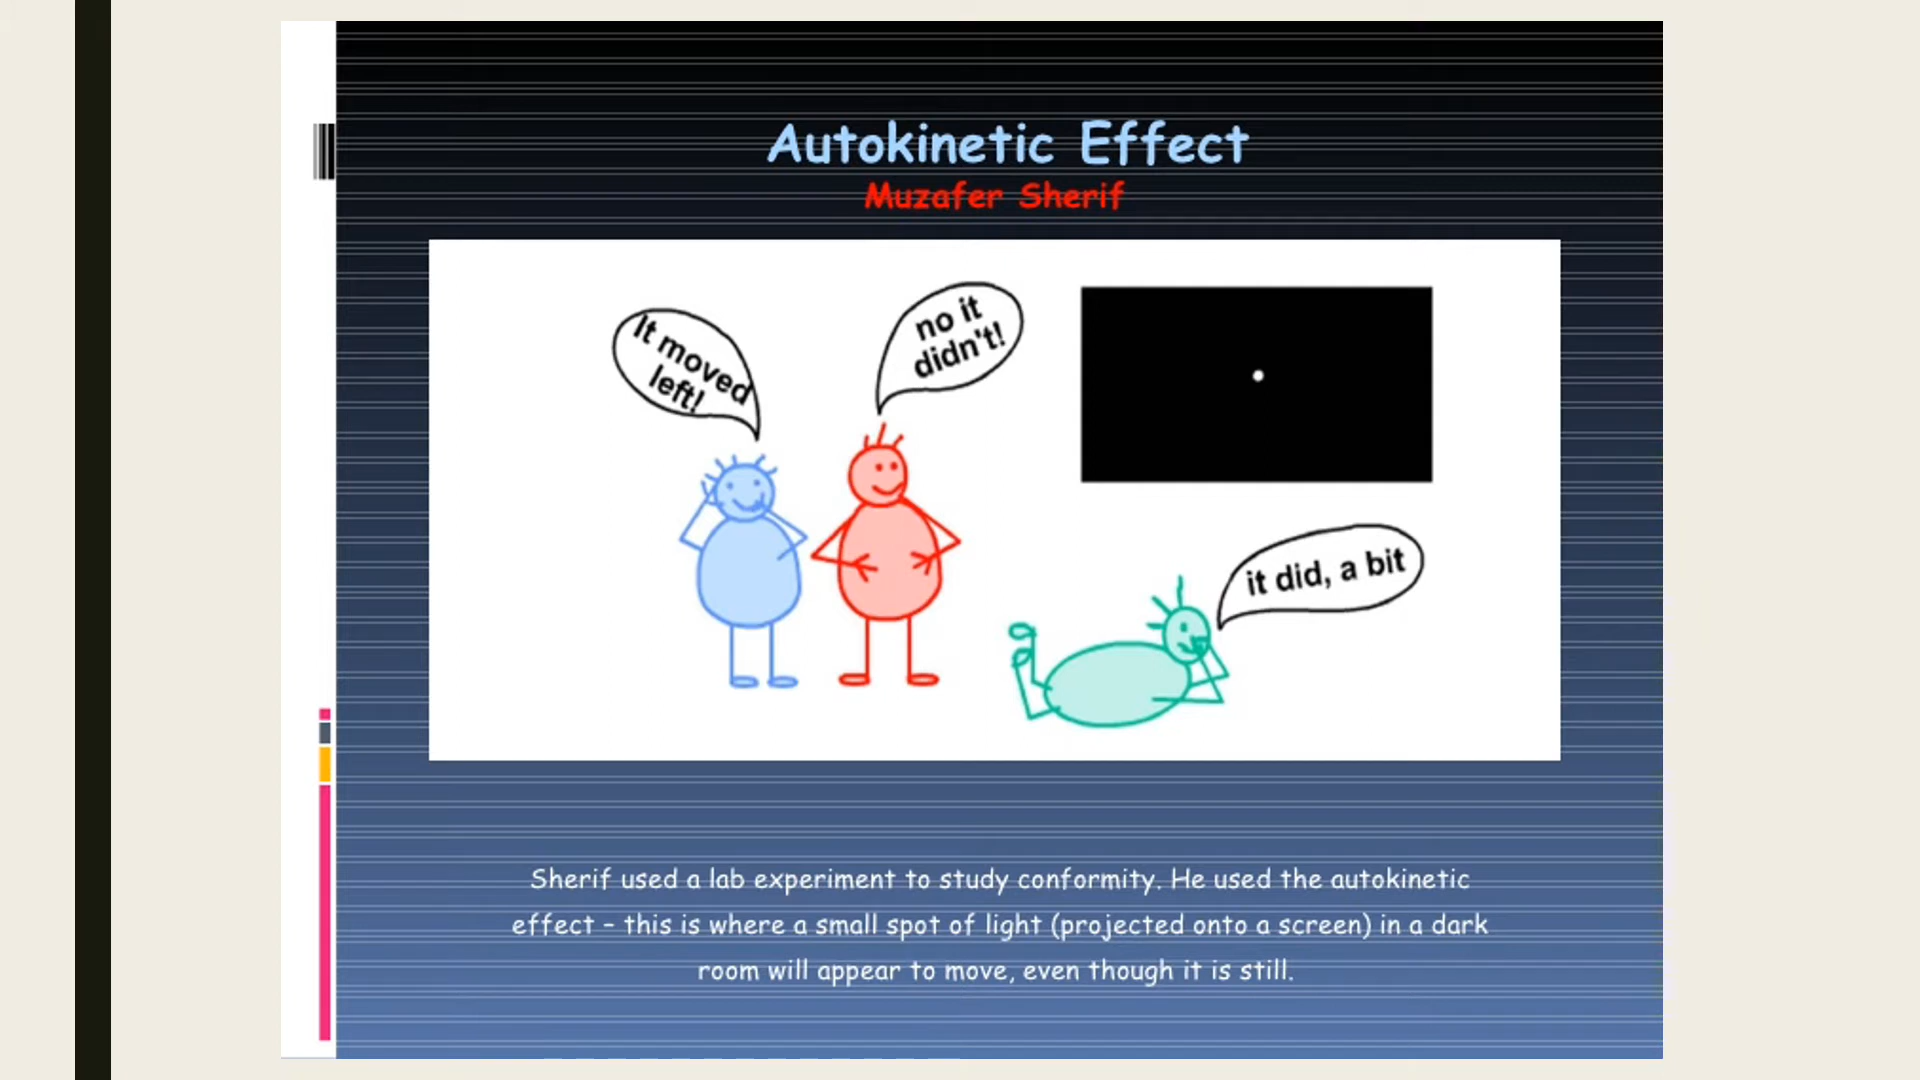 Autokinetic Effect
Muzafer Sherif
It moved
left!
no it
didn't!
it did, a bit
Sherif used a lab experiment to study conformity. He used the autokinetic
effect – this is where a small spot of light (projected onto a screen) in a dark
room will appear to move, even though it is still.